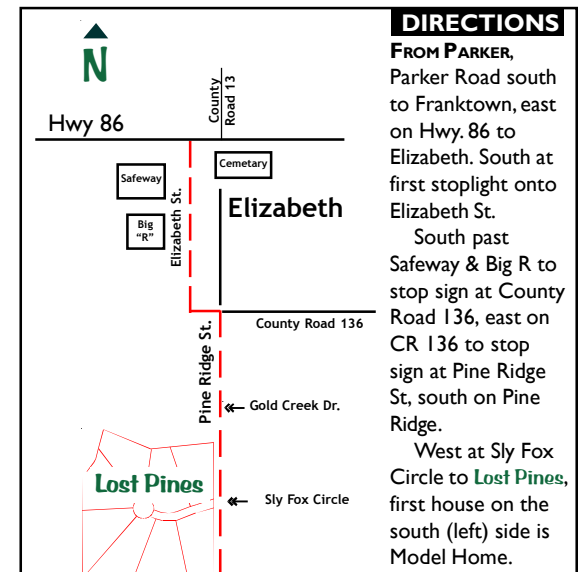 N
County
Road 13
Hwy 86
Safeway
Cemetary
Big
“R”
Elizabeth St.
Elizabeth
County Road 136
Pine Ridge St.
Gold Creek Dr.
Lost Pines
Sly Fox Circle
DIRECTIONS
FROM PARKER,
Parker Road south
to Franktown, east
on Hwy. 86 to
Elizabeth. South at
first stoplight onto
Elizabeth St.
South past
Safeway & Big R to
stop sign at County
Road 136, east on
CR 136 to stop
sign at Pine Ridge
St, south on Pine
Ridge.
West at Sly Fox
Circle to Lost Pines,
first house on the
south (left) side is
Model Home.